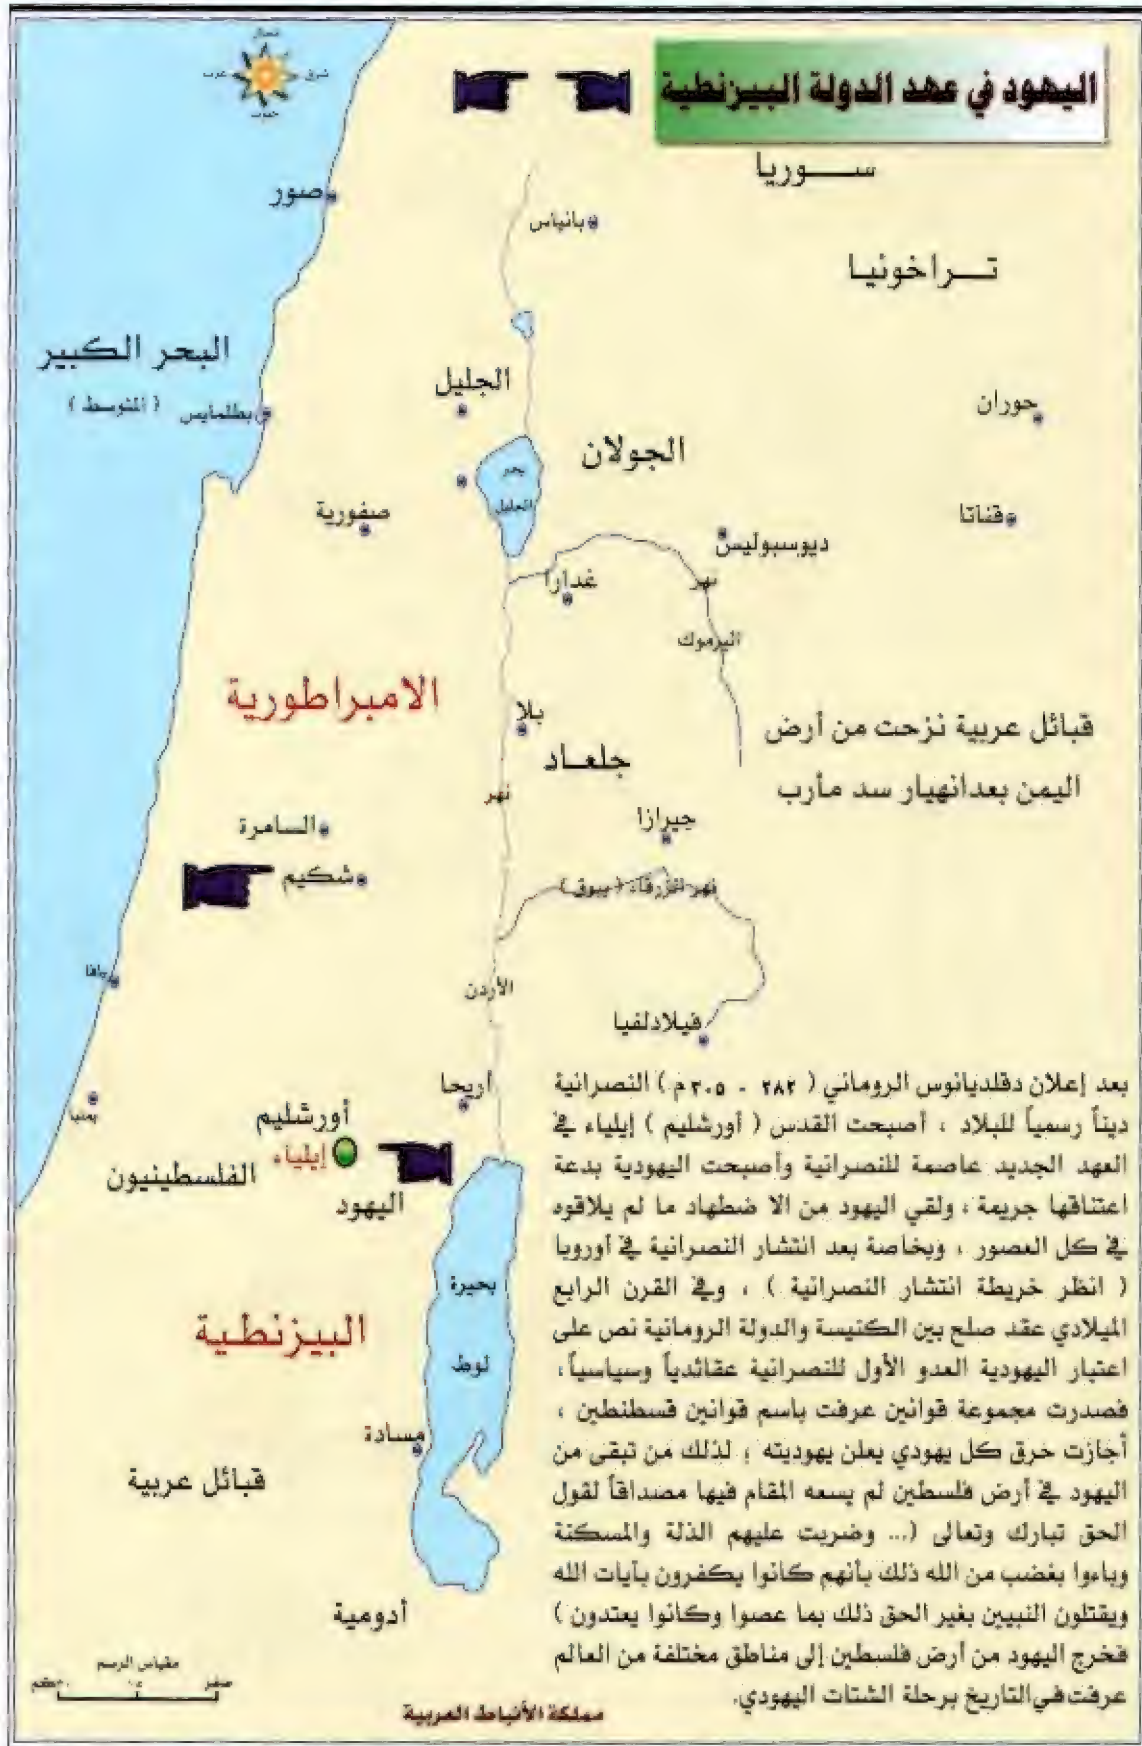 اليهود في عهد الدولة البيزنطية
شمال
شرق
غرب
سوريا
صور
بانياس
تراخونيا
البحر الكبير
( المتوسط )
بطلمايس
الجليل
حوران
الجولان
بحر
الجليل
صفورية
قناتا
ديوسبوليس
غدارا
نهر
اليرموك
الامبراطورية
بلا
قبائل عربية نزحت من أرض
اليمن بعد انهيار سد مأرب
جلعاد
نهر
جيرازا
السامرة
شكيم
نهر الزرقاء ( يبوق )
يافا
الأردن
فيلادلفيا
أريحا
يمنيا
أورشليم
إيلياء
الفلسطينيون
اليهود
بحيرة
لوط
البيزنطية
مسادة
قبائل عربية
أدومية
بعد إعلان دقلديانوس الروماني ( ٢٨٢ - ٣٠٥ م ) النصرانية
ديناً رسمياً للبلاد ، أصبحت القدس ( أورشليم ) إيلياء في
العهد الجديد عاصمة للنصرانية وأصبحت اليهودية بدعة
اعتناقها جريمة ، ولقي اليهود من الا ضطهاد ما لم يلاقوه
في كل العصور ، وبخاصة بعد انتشار النصرانية في أوروبا
( انظر خريطة انتشار النصرانية ) ، وفي القرن الرابع
الميلادي عقد صلح بين الكنيسة والدولة الرومانية نص على
اعتبار اليهودية العدو الأول للنصرانية عقائدياً وسياسياً ،
فصدرت مجموعة قوانين عرفت باسم قوانين قسطنطين ،
أجازت حرق كل يهودي يعلن يهوديته ؛ لذلك من تبقى من
اليهود في أرض فلسطين لم يسعه المقام فيها مصداقاً لقول
الحق تبارك وتعالى (... وضربت عليهم الذلة والمسكنة
وباءوا بغضب من الله ذلك بأنهم كانوا يكفرون بآيات الله
ويقتلون النبيين بغير الحق ذلك بما عصوا وكانوا يعتدون )
فخرج اليهود من أرض فلسطين إلى مناطق مختلفة من العالم
عرفت في التاريخ برحلة الشتات اليهودي.
مقياس الرسم
صفر
كم
مملكة الأنباط العربية